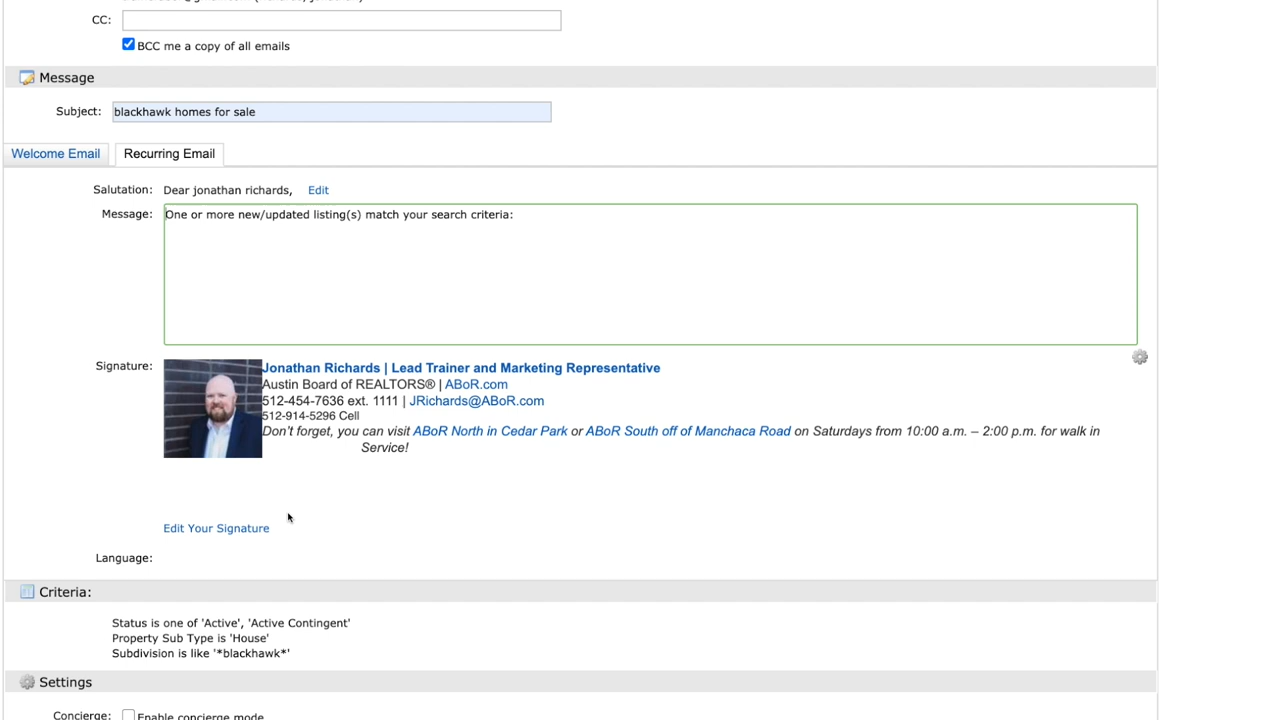 CC:
BCC me a copy of all emails
Message
Subject: blackhawk homes for sale
Welcome Email Recurring Email
Salutation: Dear jonathan richards, Edit
Message: One or more new/updated listing(s) match your search criteria:
Signature: Jonathan Richards | Lead Trainer and Marketing Representative
Austin Board of REALTORS® | ABoR.com
512-454-7636 ext. 1111 | JRichards@ABoR.com
512-914-5296 Cell
Don't forget, you can visit ABoR North in Cedar Park or ABoR South off of Manchaca Road on Saturdays from 10:00 a.m. – 2:00 p.m. for walk in
Service!
Edit Your Signature
Language:
Criteria:
Status is one of 'Active', 'Active Contingent'
Property Sub Type is 'House'
Subdivision is like '*blackhawk*'
Settings
Concierge: Enable concierge mode